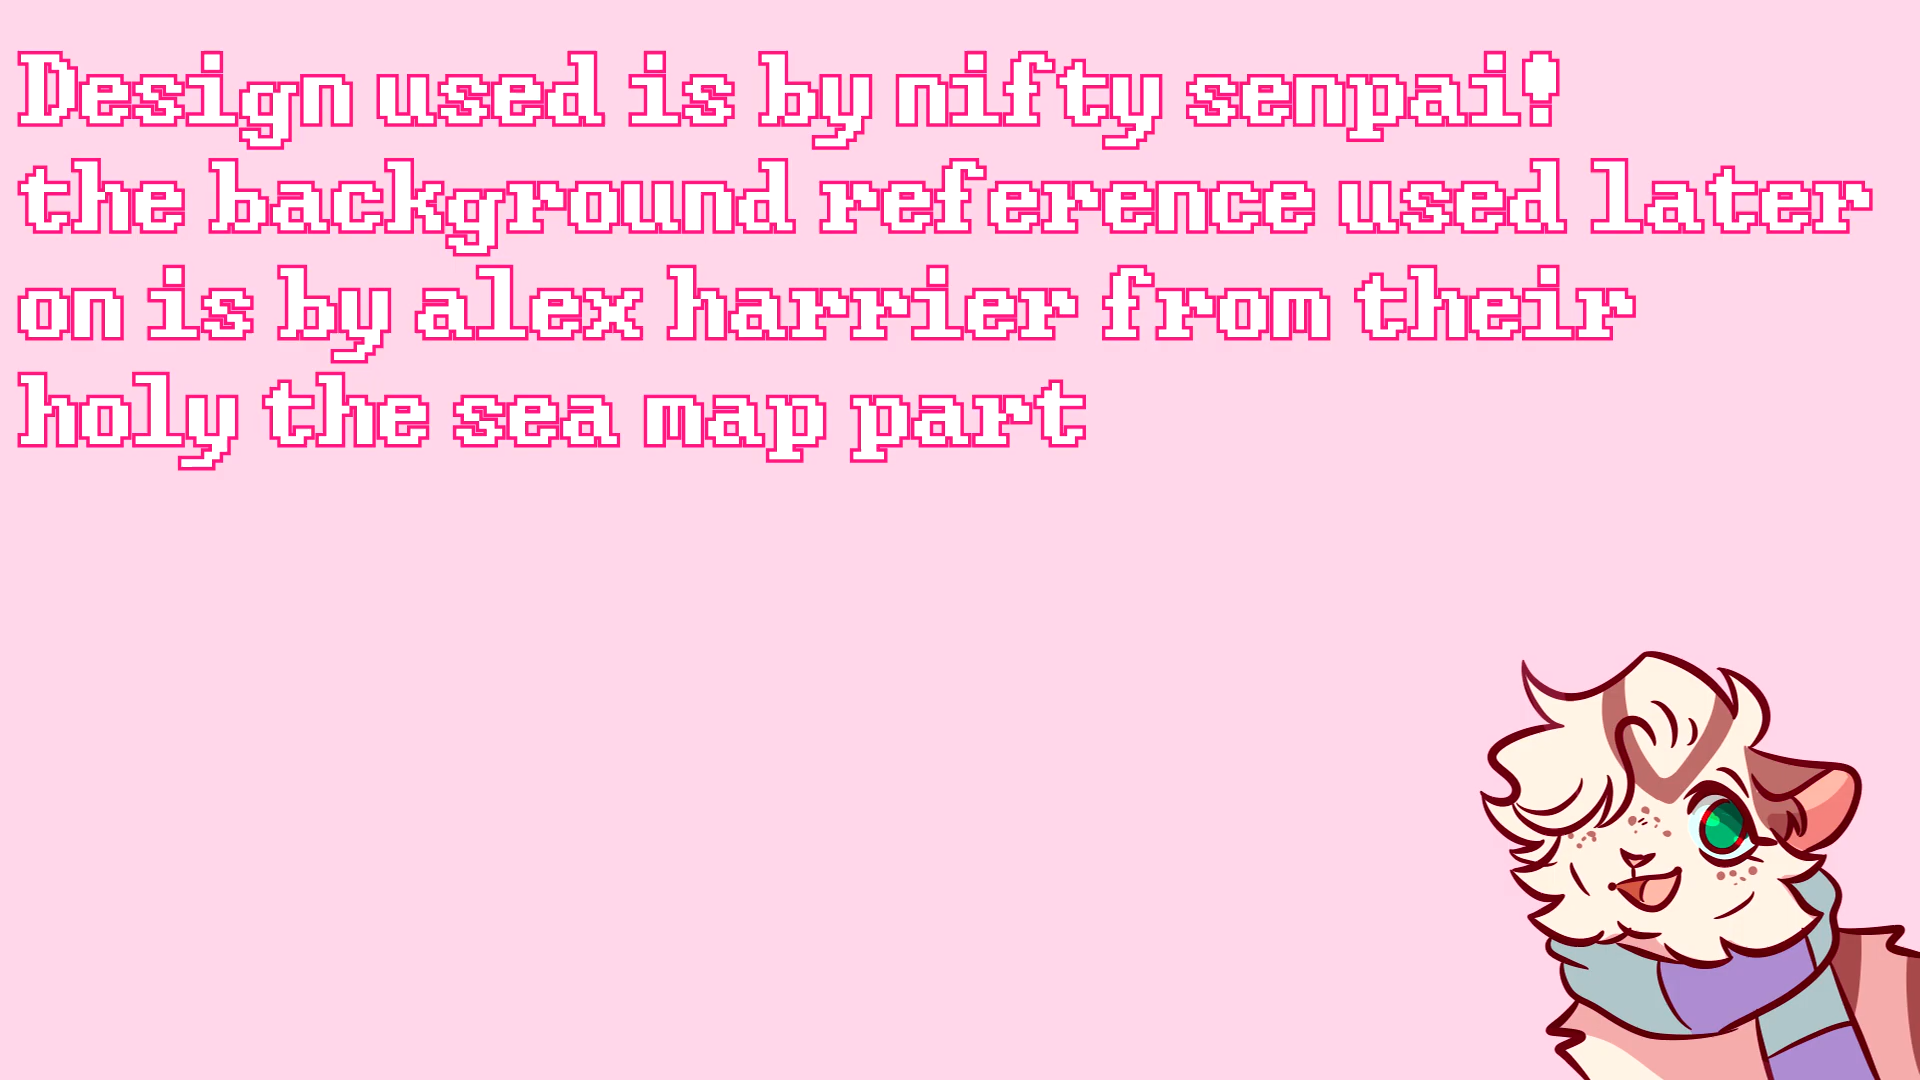 Design used is by nifty senpai!
the background reference used later
on is by alex harrier from their
holy the sea map part